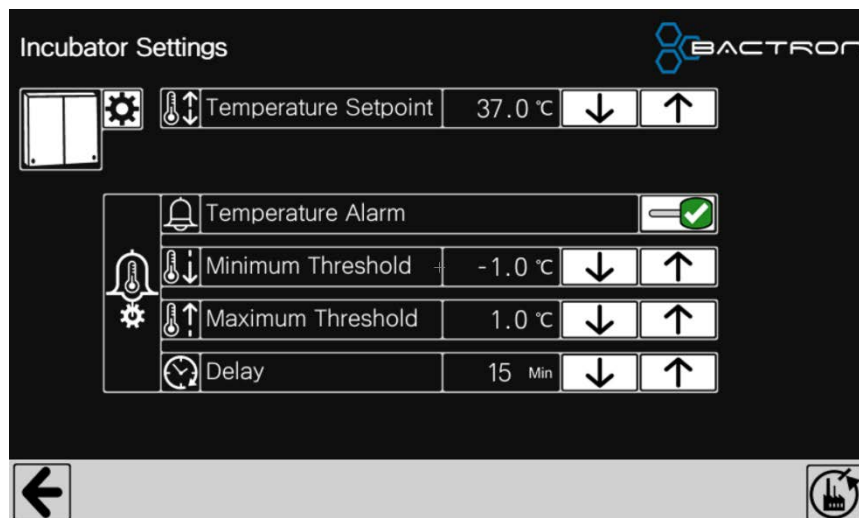 Incubator Settings
BACTRON
Temperature Setpoint 37.0 ℃
Temperature Alarm
Minimum Threshold -1.0 ℃
Maximum Threshold 1.0 ℃
Delay 15 Min